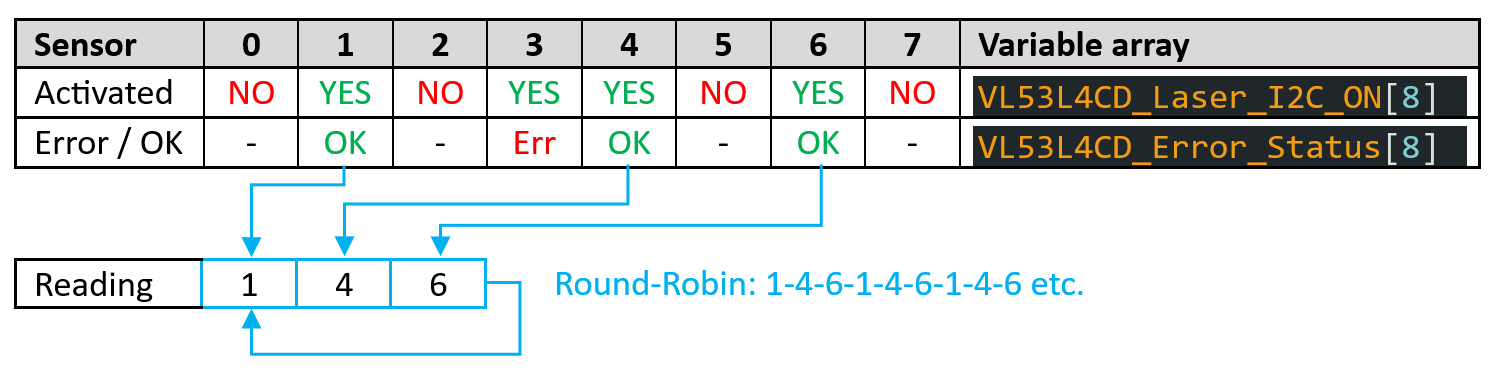 Sensor 0 1 2 3 4 5 6 7 Variable array
Activated NO YES NO YES YES NO YES NO VL53L4CD_Laser_I2C_ON[8]
Error / OK - OK - Err OK - OK - VL53L4CD_Error_Status[8]
Reading 1 4 6 Round-Robin: 1-4-6-1-4-6-1-4-6 etc.